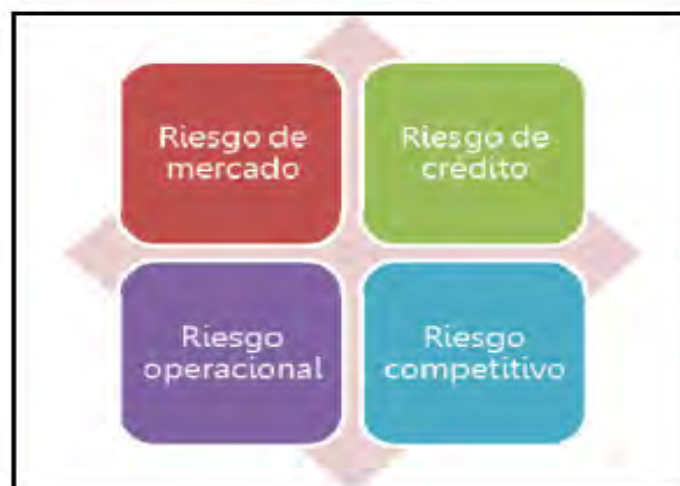 Riesgo de
mercado
Riesgo de
crédito
Riesgo
operacional
Riesgo
competitivo